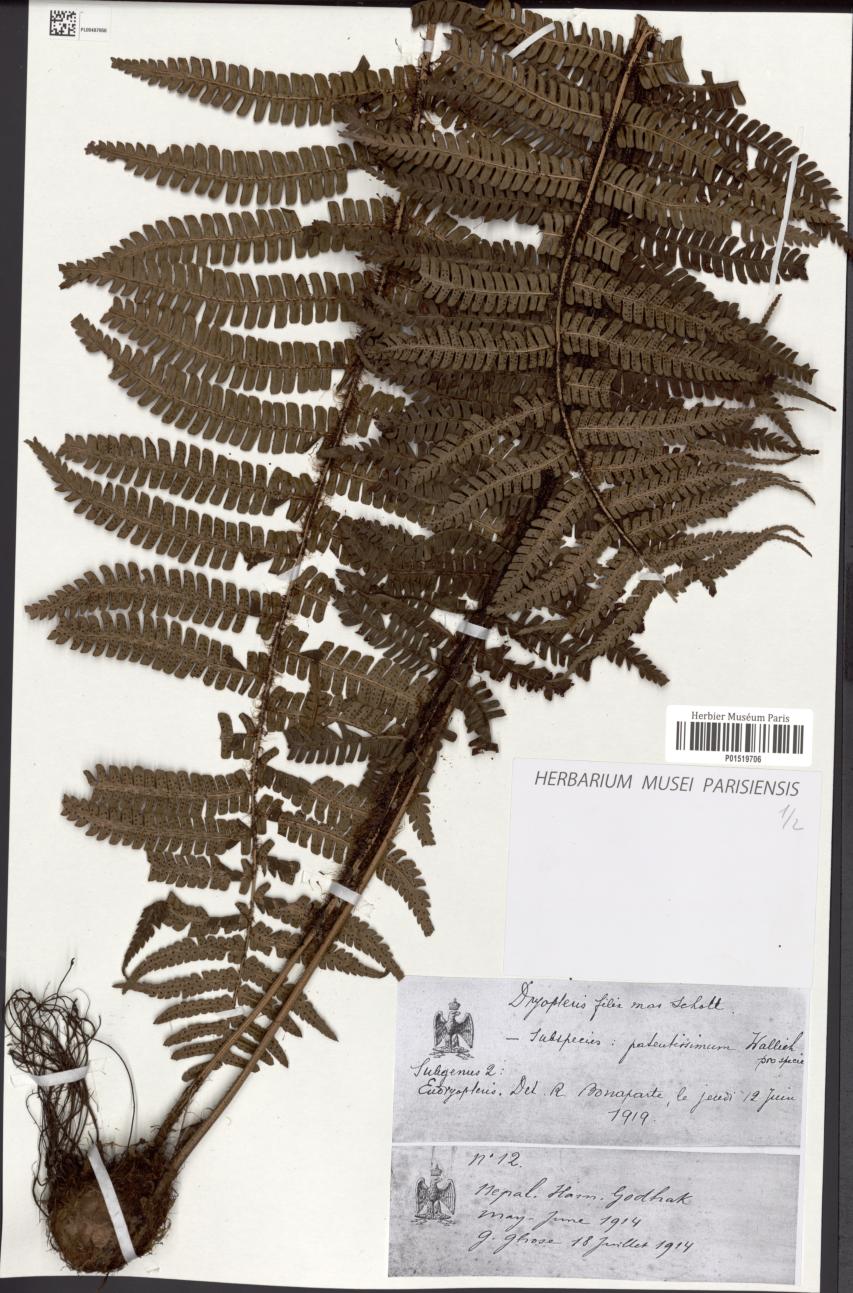 PL00487666
Herbier Muséum Paris
P01519706
HERBARIUM MUSEI PARISIENSIS
1/2
Dryopteris filix mas Schott.
— Subspecies: patentissimum Wallich
pro specie
Subgenus 2:
Eudryopteris. Det. R. Bonaparte, le jeudi 12 Juin
1919.
N° 12.
Nepal. Ham. Godhak
May-June 1914
G. Ghose 18 Juillet 1914